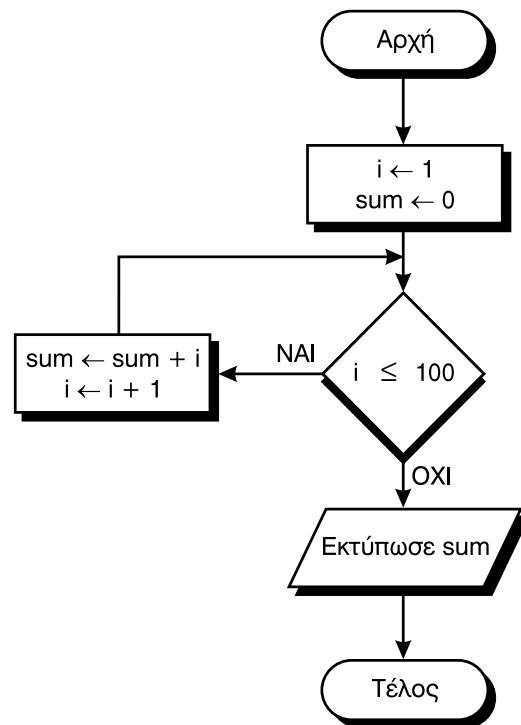 Αρχή
i ← 1
sum ← 0
sum ← sum + i
i ← i + 1
ΝΑΙ
i ≤ 100
ΟΧΙ
Εκτύπωσε sum
Τέλος